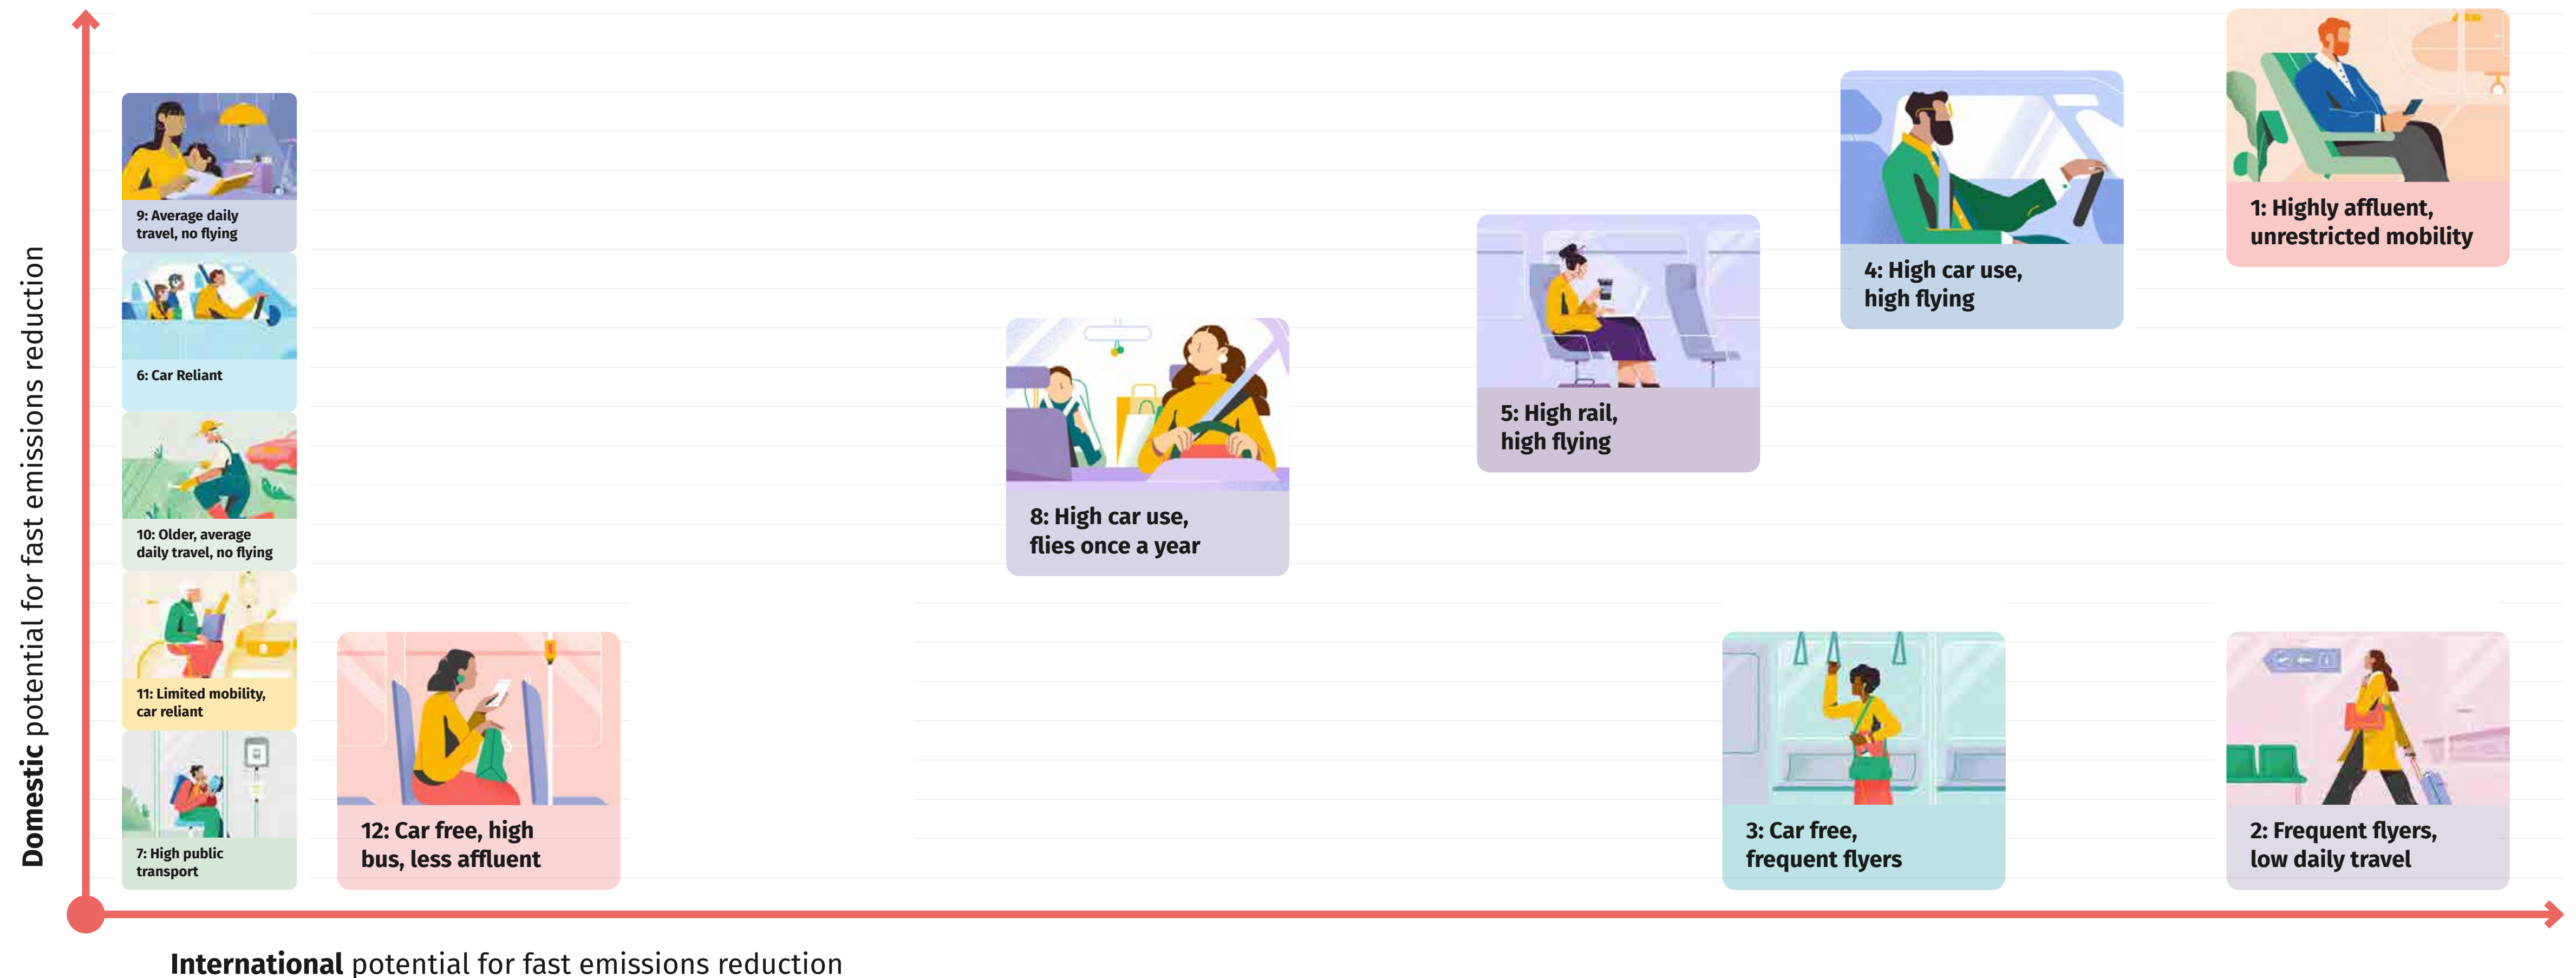 Domestic potential for fast emissions reduction
9: Average daily
travel, no flying
6: Car Reliant
10: Older, average
daily travel, no flying
11: Limited mobility,
car reliant
7: High public
transport
12: Car free, high
bus, less affluent
8: High car use,
flies once a year
5: High rail,
high flying
4: High car use,
high flying
1: Highly affluent,
unrestricted mobility
3: Car free,
frequent flyers
2: Frequent flyers,
low daily travel
International potential for fast emissions reduction